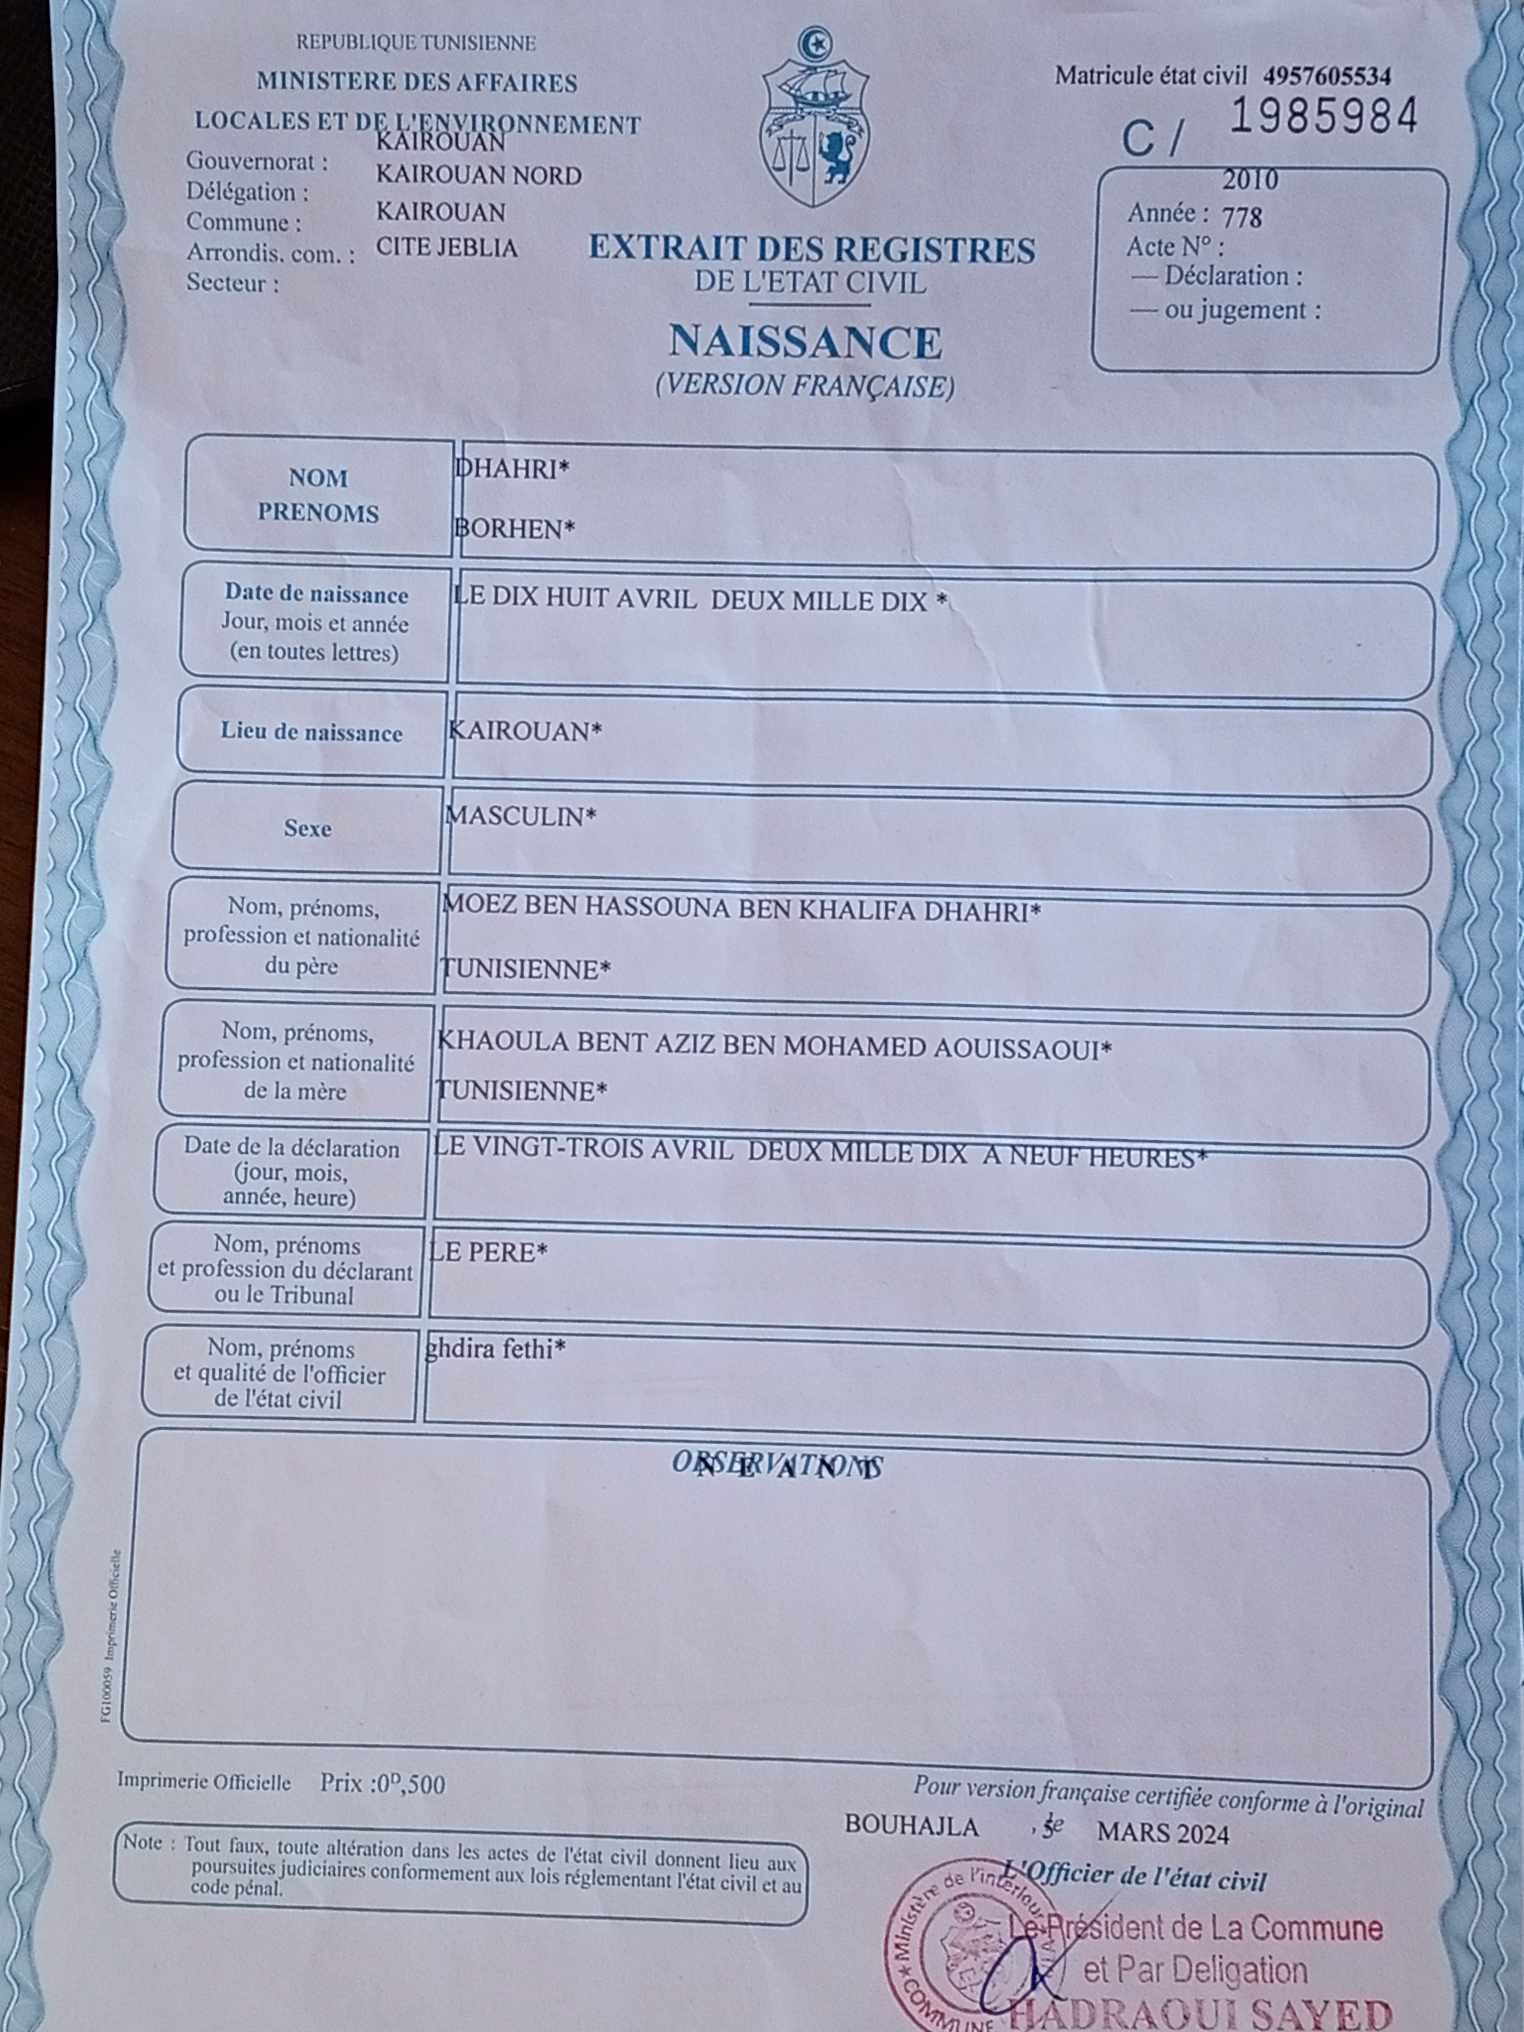 REPUBLIQUE TUNISIENNE
MINISTERE DES AFFAIRES
LOCALES ET DE L'ENVIRONNEMENT
Gouvernorat : KAIROUAN
Délégation : KAIROUAN NORD
Commune : KAIROUAN
Arrondis. com. : CITE JEBLIA
Secteur :
Matricule état civil 4957605534
C / 1985984
2010
Année : 778
Acte N° :
— Déclaration :
— ou jugement :
EXTRAIT DES REGISTRES
DE L'ETAT CIVIL
NAISSANCE
(VERSION FRANÇAISE)
NOM DHAHRI*
PRENOMS BORHEN*
Date de naissance LE DIX HUIT AVRIL DEUX MILLE DIX *
Jour, mois et année
(en toutes lettres)
Lieu de naissance KAIROUAN*
Sexe MASCULIN*
Nom, prénoms, MOEZ BEN HASSOUNA BEN KHALIFA DHAHRI*
profession et nationalité
du père TUNISIENNE*
Nom, prénoms, KHAOULA BENT AZIZ BEN MOHAMED AOUISSAOUI*
profession et nationalité
de la mère TUNISIENNE*
Date de la déclaration LE VINGT-TROIS AVRIL DEUX MILLE DIX A NEUF HEURES*
(jour, mois,
année, heure)
Nom, prénoms LE PERE*
et profession du déclarant
ou le Tribunal
Nom, prénoms ghdira fethi*
et qualité de l'officier
de l'état civil
OBSERVATIONS
N E A N T
FG100059 Imprimerie Officielle
Imprimerie Officielle Prix :0ᴰ,500
Pour version française certifiée conforme à l'original
BOUHAJLA , le MARS 2024
Note : Tout faux, toute altération dans les actes de l'état civil donnent lieu aux
poursuites judiciaires conformement aux lois réglementant l'état civil et au
code pénal.
L'Officier de l'état civil
Ministère de l'intérieur
COMMUNE
Le Président de La Commune
et Par Deligation
HADRAOUI SAYED